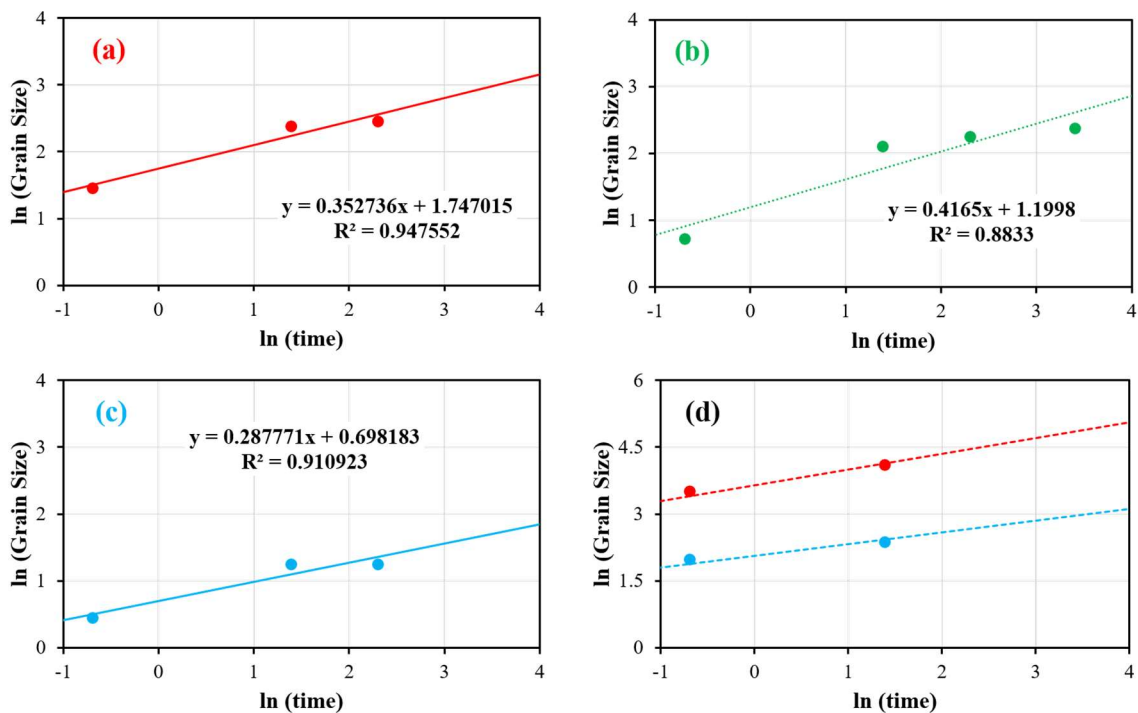 (a)
ln (Grain Size)
4
3
2
1
0
y = 0.352736x + 1.747015
R² = 0.947552
-1 0 1 2 3 4
ln (time)
(b)
ln (Grain Size)
4
3
2
1
0
y = 0.4165x + 1.1998
R² = 0.8833
-1 0 1 2 3 4
ln (time)
(c)
ln (Grain Size)
4
3
2
1
0
y = 0.287771x + 0.698183
R² = 0.910923
-1 0 1 2 3 4
ln (time)
(d)
ln (Grain Size)
6
4.5
3
1.5
0
-1 0 1 2 3 4
ln (time)